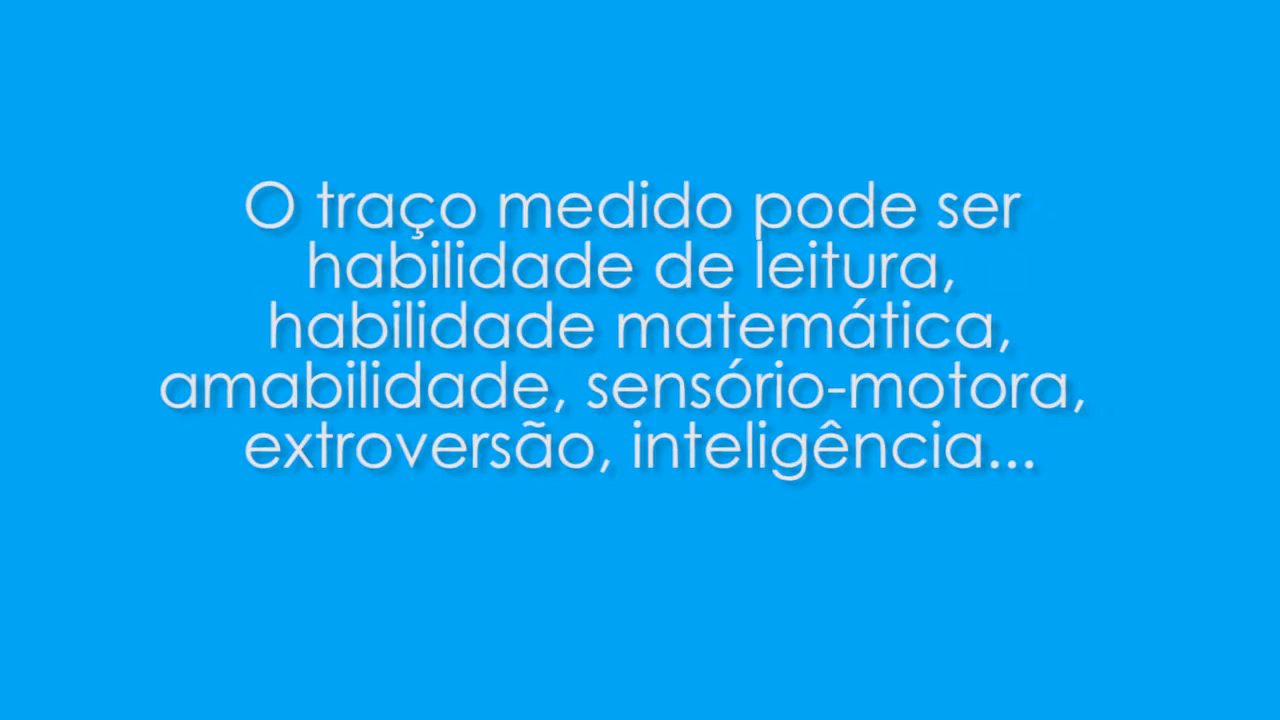 O traço medido pode ser
habilidade de leitura,
habilidade matemática,
amabilidade, sensório-motora,
extroversão, inteligência...